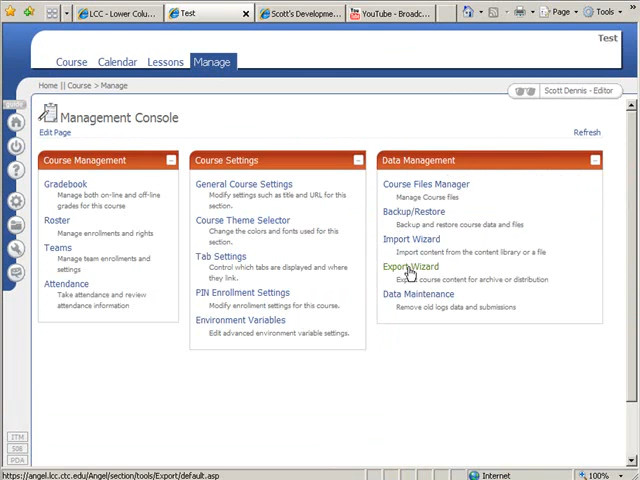 LCC - Lower Colu...
Test
Scott's Developme...
YouTube - Broadc...
Page
Tools
Test
Course
Calendar
Lessons
Manage
Home || Course > Manage
Scott Dennis - Editor
guide
Management Console
Edit Page
Refresh
Course Management
Gradebook
Manage both on-line and off-line
grades for this course
Roster
Manage enrollments and rights
Teams
Manage team enrollments and
settings
Attendance
Take attendance and review
attendance information
Course Settings
General Course Settings
Modify settings such as title and URL for this
section.
Course Theme Selector
Change the colors and fonts used for this
section.
Tab Settings
Control which tabs are displayed and where
they link.
PIN Enrollment Settings
Modify enrollment settings for this course.
Environment Variables
Edit advanced environment variable settings.
Data Management
Course Files Manager
Manage Course files
Backup/Restore
Backup and restore course data and files
Import Wizard
Import content from the content library or a file
Export Wizard
course content for archive or distribution
Data Maintenance
Remove old logs data and submissions
ITM
SOB
PDA
https://angel.lcc.ctc.edu/Angel/section/tools/Export/default.asp
Internet
100%